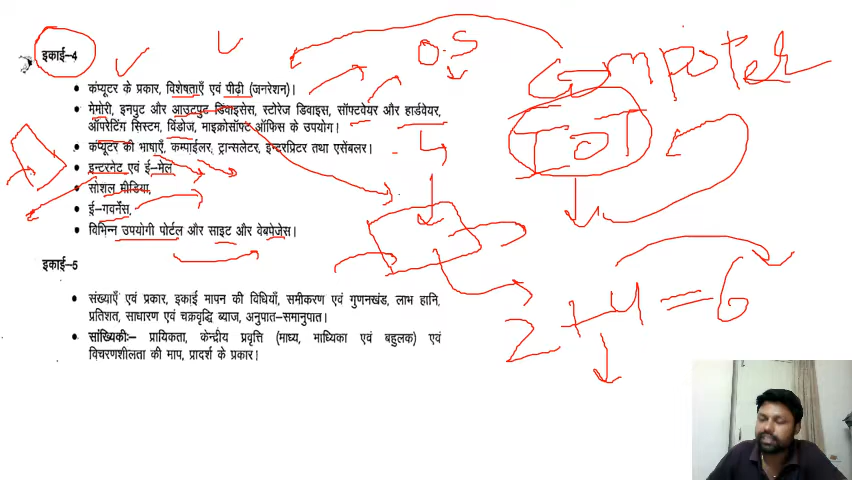 इकाई-4
O.S
Computer
कंप्यूटर के प्रकार, विशेषताएँ एवं पीढ़ी (जनरेशन)।
मेमोरी, इनपुट और आउटपुट डिवाइसेस, स्टोरेज डिवाइस, सॉफ्टवेयर और हार्डवेयर,
ऑपरेटिंग सिस्टम, विंडोज, माइक्रोसॉफ्ट ऑफिस के उपयोग।
कंप्यूटर की भाषाएँ, कम्पाईलर, ट्रान्सलेटर, इन्टरप्रिटर तथा एसेंबलर।
इन्टरनेट एवं ई-मेल
सोशल मीडिया,
ई-गवर्नेंस,
विभिन्न उपयोगी पोर्टल और साइट और वेबपेजेस।
2+4=6
इकाई-5
संख्याएँ एवं प्रकार, इकाई मापन की विधियाँ, समीकरण एवं गुणनखंड, लाभ हानि,
प्रतिशत, साधारण एवं चक्रवृद्धि ब्याज, अनुपात-समानुपात।
सांख्यिकीः- प्रायिकता, केन्द्रीय प्रवृत्ति (माध्य, माध्यिका एवं बहुलक) एवं
विचरणशीलता की माप, प्रादर्श के प्रकार।